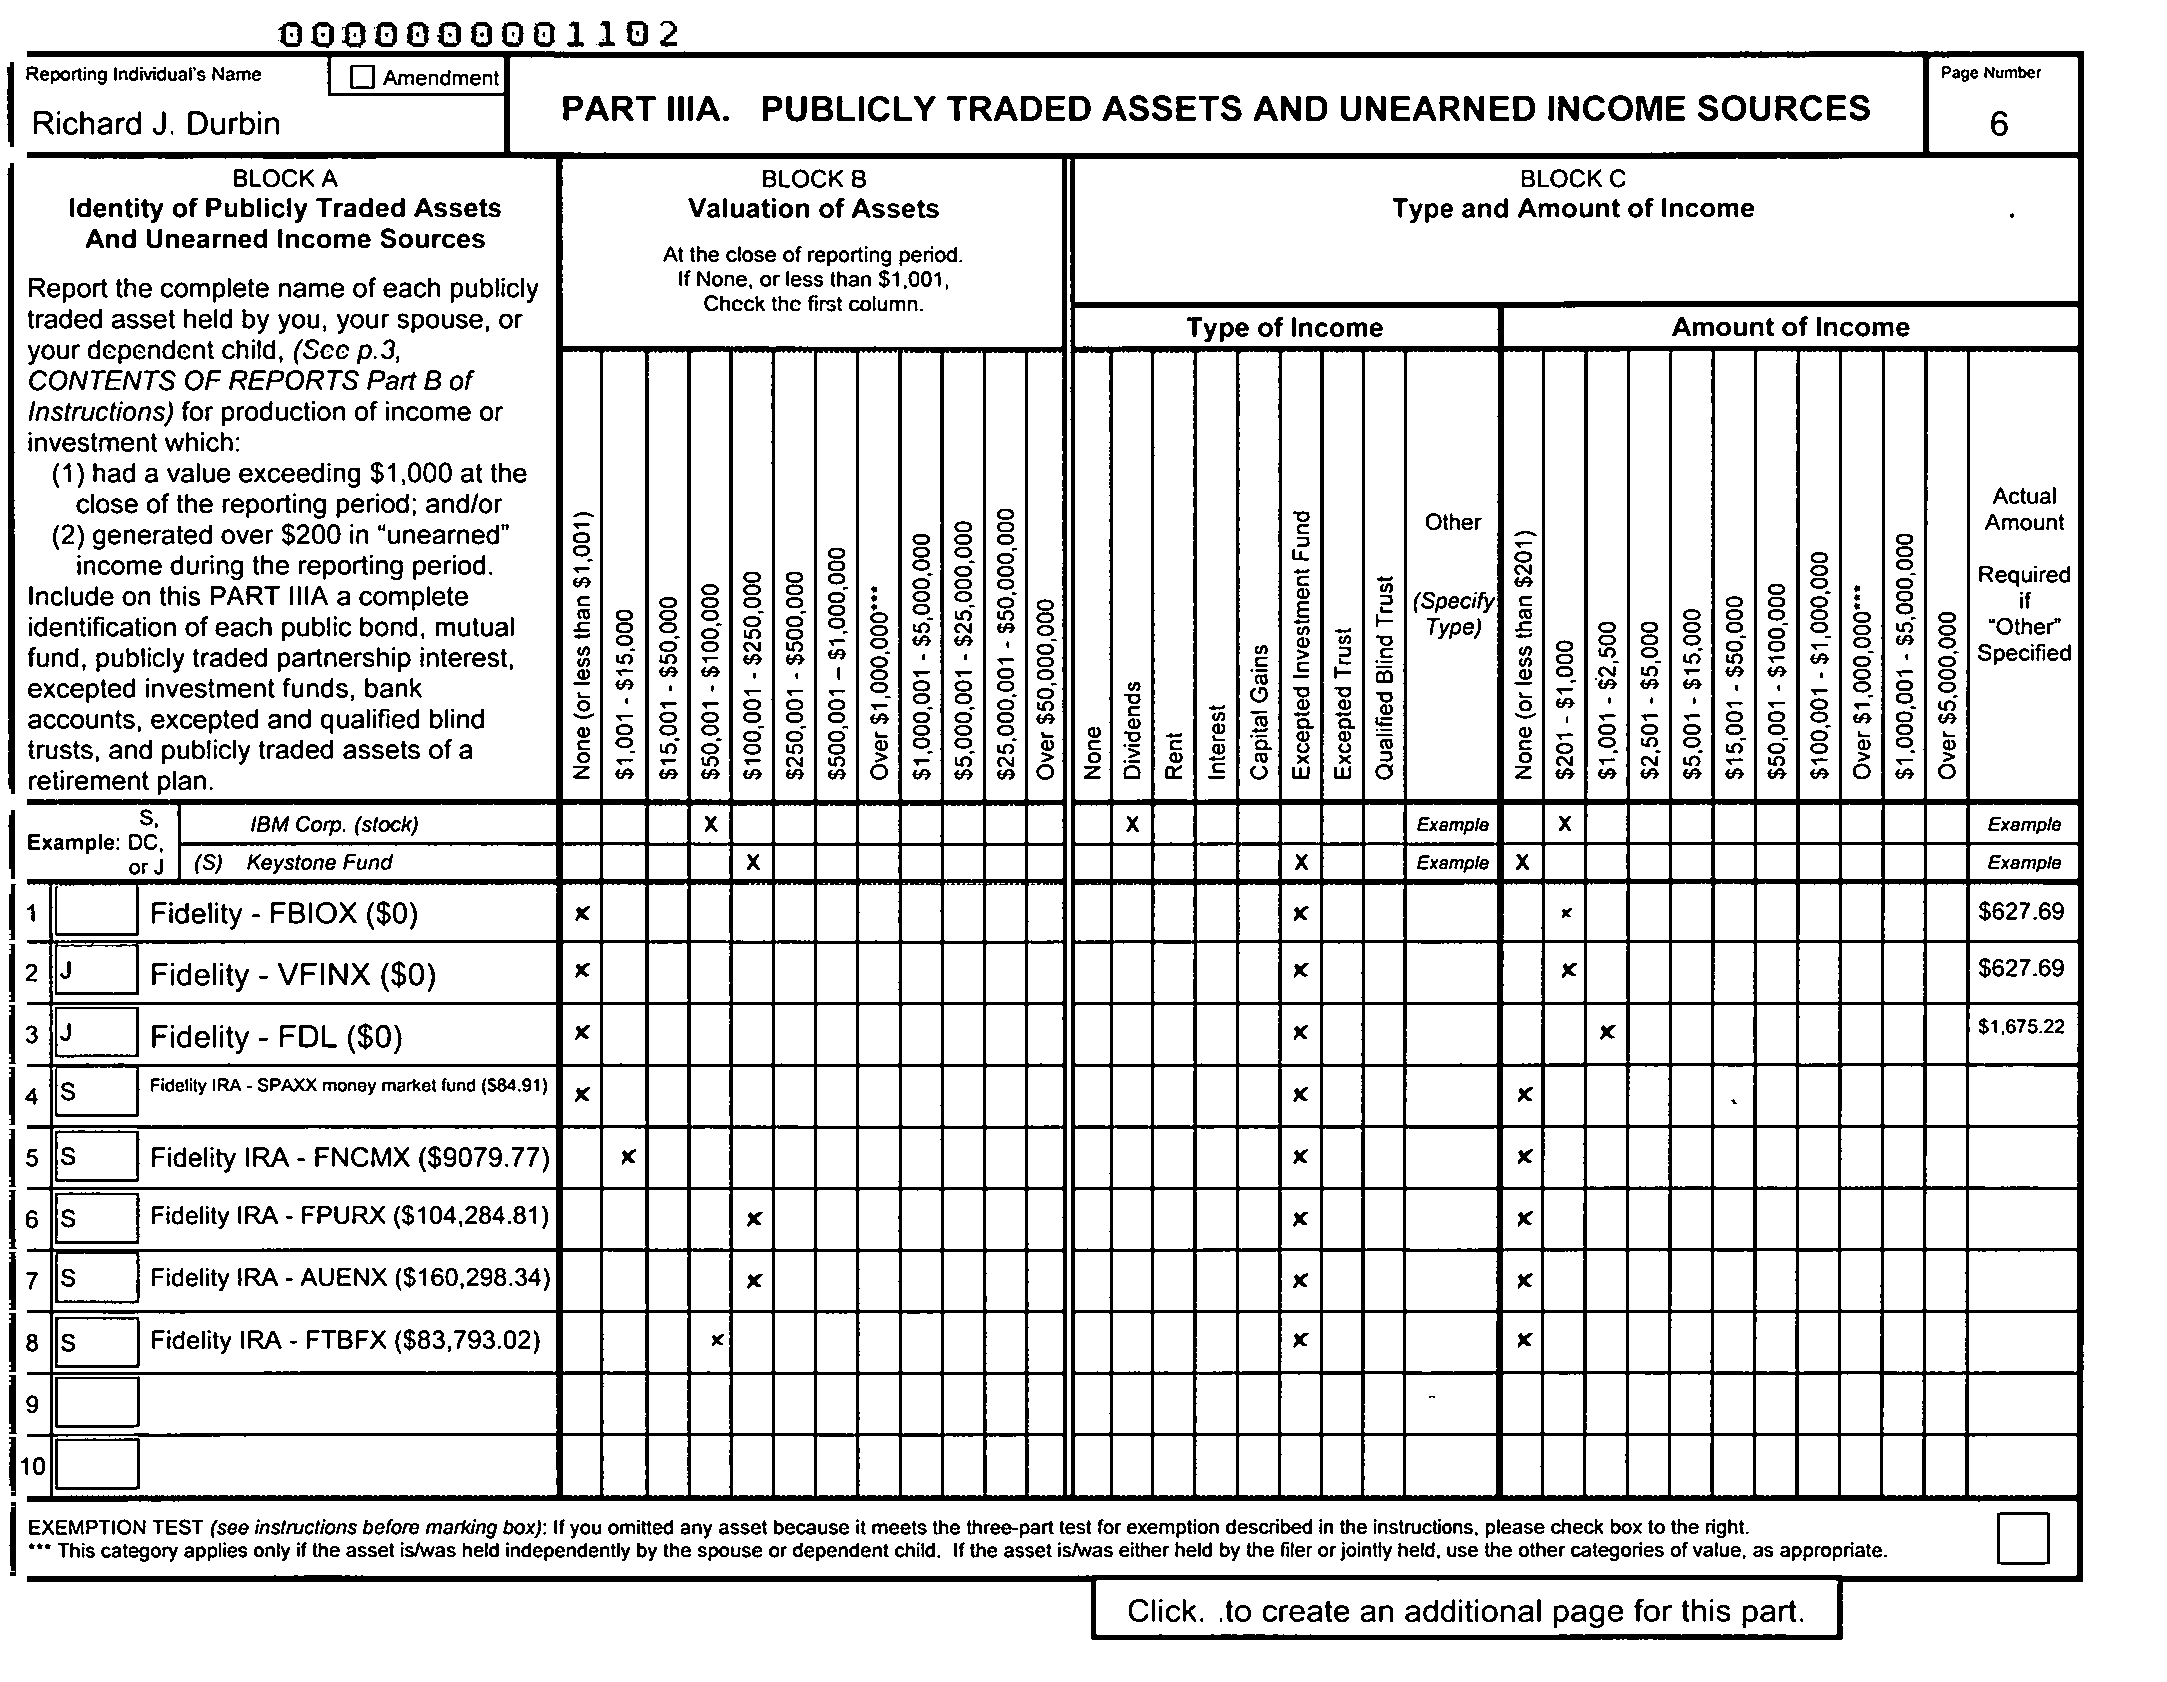 0000000001102
Reporting Individual's Name
☐ Amendment
Richard J. Durbin
PART IIIA. PUBLICLY TRADED ASSETS AND UNEARNED INCOME SOURCES
Page Number
6
BLOCK A
Identity of Publicly Traded Assets
And Unearned Income Sources
Report the complete name of each publicly
traded asset held by you, your spouse, or
your dependent child, (See p.3,
CONTENTS OF REPORTS Part B of
Instructions) for production of income or
investment which:
(1) had a value exceeding $1,000 at the
close of the reporting period; and/or
(2) generated over $200 in "unearned"
income during the reporting period.
Include on this PART IIIA a complete
identification of each public bond, mutual
fund, publicly traded partnership interest,
excepted investment funds, bank
accounts, excepted and qualified blind
trusts, and publicly traded assets of a
retirement plan.
BLOCK B
Valuation of Assets
At the close of reporting period.
If None, or less than $1,001,
Check the first column.
None (or less than $1,001)
$1,001 - $15,000
$15,001 - $50,000
$50,001 - $100,000
$100,001 - $250,000
$250,001 - $500,000
$500,001 – $1,000,000
Over $1,000,000***
$1,000,001 - $5,000,000
$5,000,001 - $25,000,000
$25,000,001 - $50,000,000
Over $50,000,000
BLOCK C
Type and Amount of Income
Type of Income
None
Dividends
Rent
Interest
Capital Gains
Excepted Investment Fund
Excepted Trust
Qualified Blind Trust
Other
(Specify
Type)
Amount of Income
None (or less than $201)
$201 - $1,000
$1,001 - $2,500
$2,501 - $5,000
$5,001 - $15,000
$15,001 - $50,000
$50,001 - $100,000
$100,001 - $1,000,000
Over $1,000,000***
$1,000,001 - $5,000,000
Over $5,000,000
Actual
Amount
Required
if
"Other"
Specified
Example: S, DC, or J
IBM Corp. (stock) X X Example X Example
(S) Keystone Fund X X Example X Example
1 Fidelity - FBIOX ($0) x x x $627.69
2 J Fidelity - VFINX ($0) x x x $627.69
3 J Fidelity - FDL ($0) x x x $1,675.22
4 S Fidelity IRA - SPAXX money market fund ($84.91) x x x
5 S Fidelity IRA - FNCMX ($9079.77) x x x
6 S Fidelity IRA - FPURX ($104,284.81) x x x
7 S Fidelity IRA - AUENX ($160,298.34) x x x
8 S Fidelity IRA - FTBFX ($83,793.02) x x x
9
10
EXEMPTION TEST (see instructions before marking box): If you omitted any asset because it meets the three-part test for exemption described in the instructions, please check box to the right.
*** This category applies only if the asset is/was held independently by the spouse or dependent child. If the asset is/was either held by the filer or jointly held, use the other categories of value, as appropriate.
Click. .to create an additional page for this part.